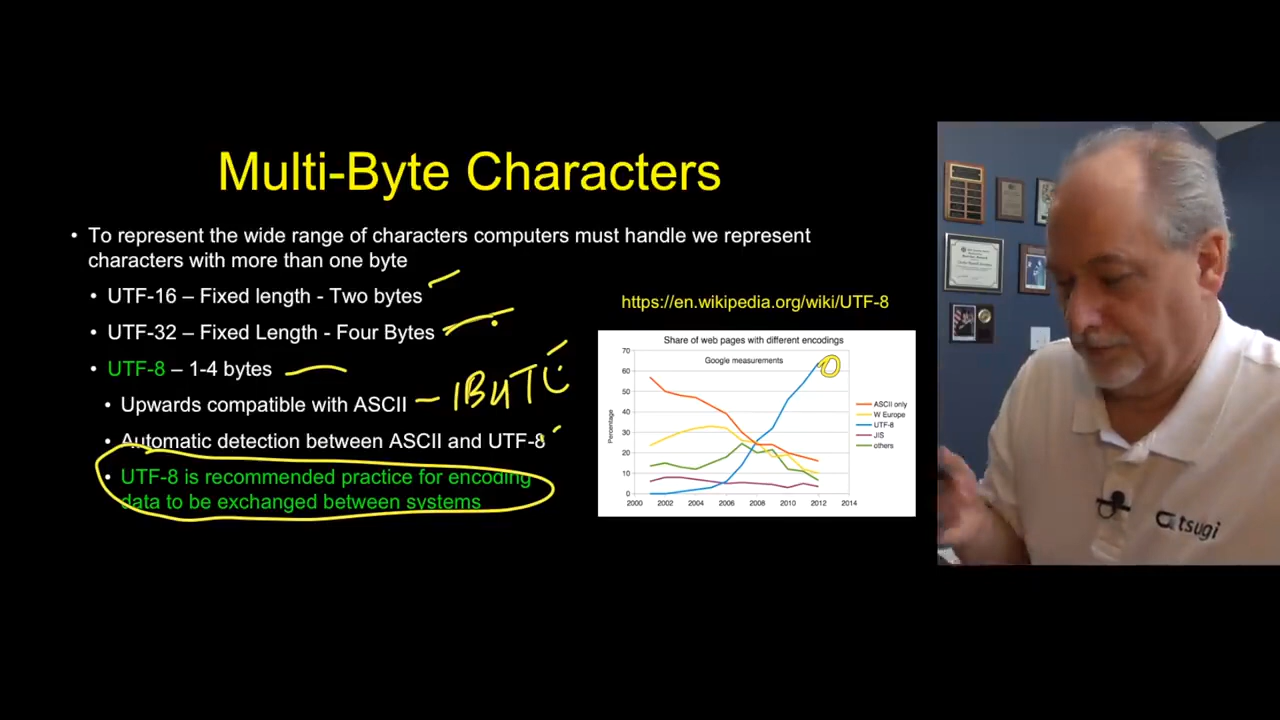 Multi-Byte Characters
• To represent the wide range of characters computers must handle we represent
characters with more than one byte
• UTF-16 – Fixed length - Two bytes
• UTF-32 – Fixed Length - Four Bytes
• UTF-8 – 1-4 bytes
• Upwards compatible with ASCII
1BYTE
• Automatic detection between ASCII and UTF-8
• UTF-8 is recommended practice for encoding
data to be exchanged between systems
https://en.wikipedia.org/wiki/UTF-8
Share of web pages with different encodings
Google measurements
Percentage
70
60
50
40
30
20
10
0
2000 2002 2004 2006 2008 2010 2012 2014
ASCII only
W Europe
UTF-8
JIS
others
tsugi